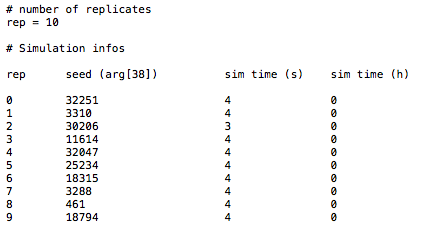 # number of replicates
rep = 10
# Simulation infos
rep seed (arg[38]) sim time (s) sim time (h)
0 32251 4 0
1 3310 4 0
2 30206 3 0
3 11614 4 0
4 32047 4 0
5 25234 4 0
6 18315 4 0
7 3288 4 0
8 461 4 0
9 18794 4 0